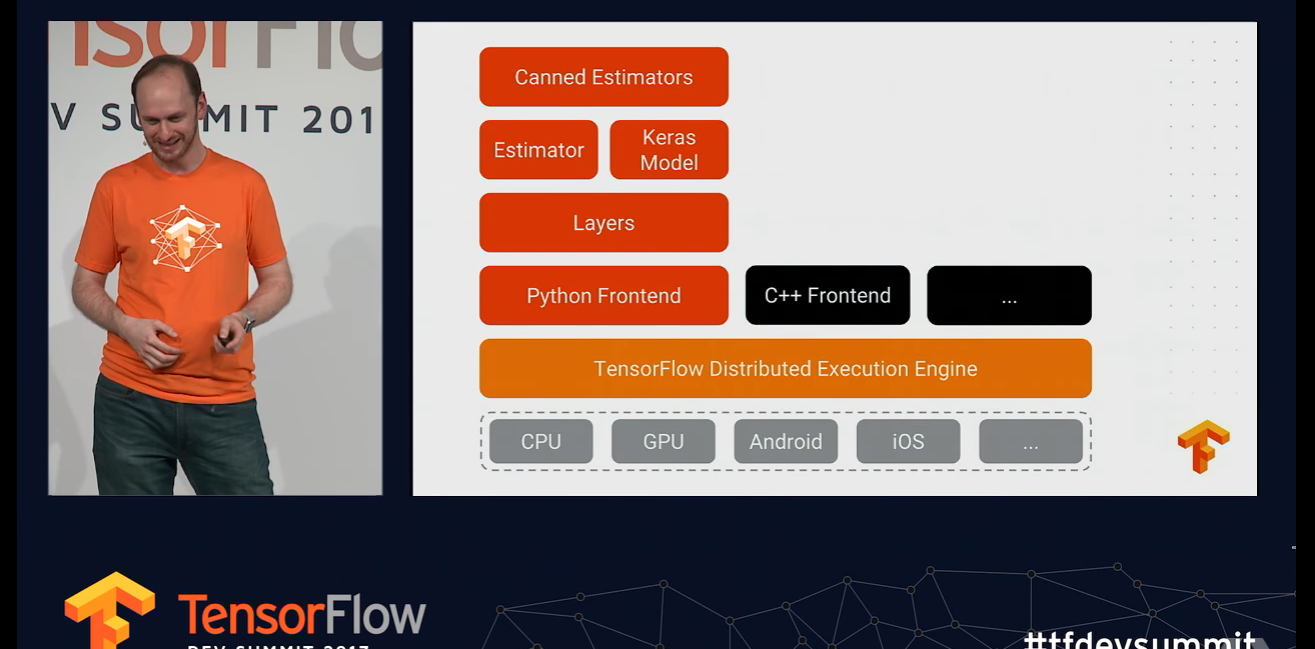 nsorFlo
V SUMMIT 201
Canned Estimators
Estimator
Keras
Model
Layers
Python Frontend
C++ Frontend
...
TensorFlow Distributed Execution Engine
CPU
GPU
Android
iOS
...
TensorFlow
DEV SUMMIT 2017
#tfdevsummit